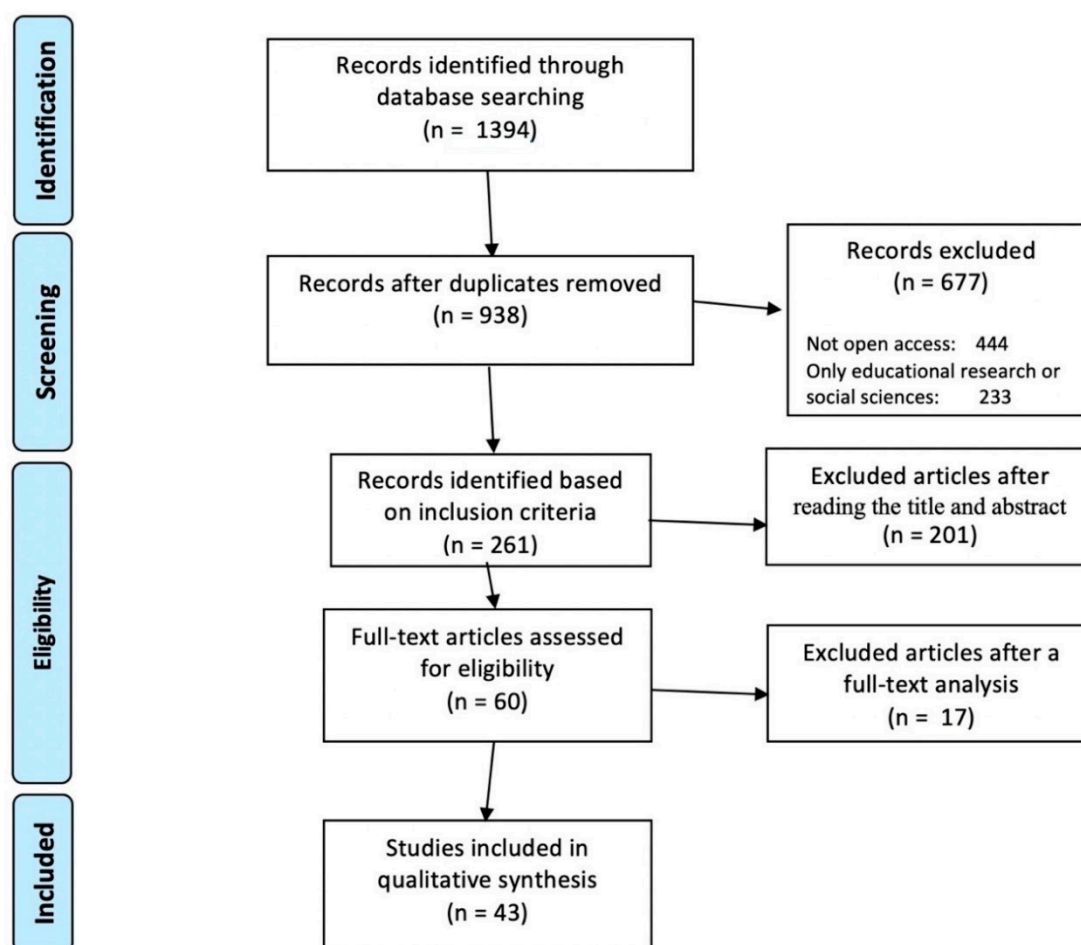 Identification
Records identified through
database searching
(n = 1394)
Screening
Records after duplicates removed
(n = 938)
Records excluded
(n = 677)
Not open access: 444
Only educational research or
social sciences: 233
Eligibility
Records identified based
on inclusion criteria
(n = 261)
Excluded articles after
reading the title and abstract
(n = 201)
Full-text articles assessed
for eligibility
(n = 60)
Excluded articles after a
full-text analysis
(n = 17)
Included
Studies included in
qualitative synthesis
(n = 43)